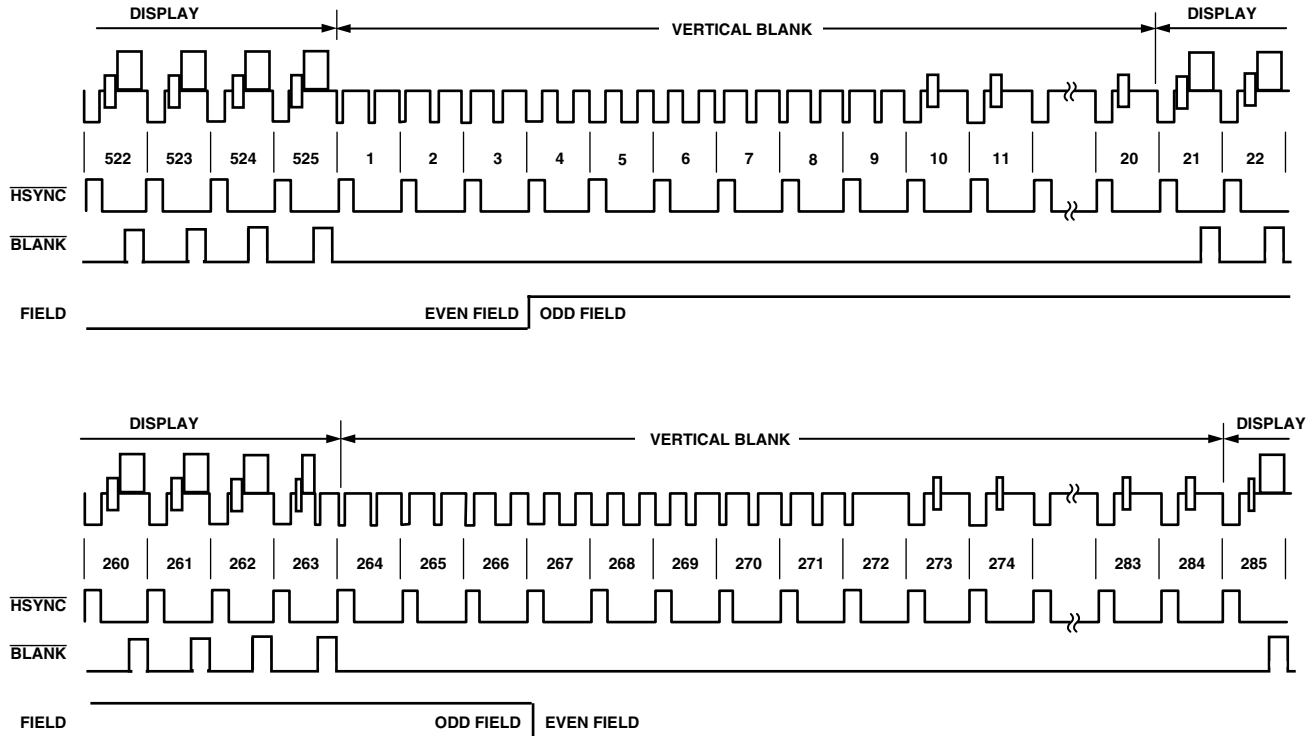 DISPLAY VERTICAL BLANK DISPLAY
522 523 524 525 1 2 3 4 5 6 7 8 9 10 11 20 21 22
HSYNC
BLANK
FIELD EVEN FIELD ODD FIELD
DISPLAY VERTICAL BLANK DISPLAY
260 261 262 263 264 265 266 267 268 269 270 271 272 273 274 283 284 285
HSYNC
BLANK
FIELD ODD FIELD EVEN FIELD